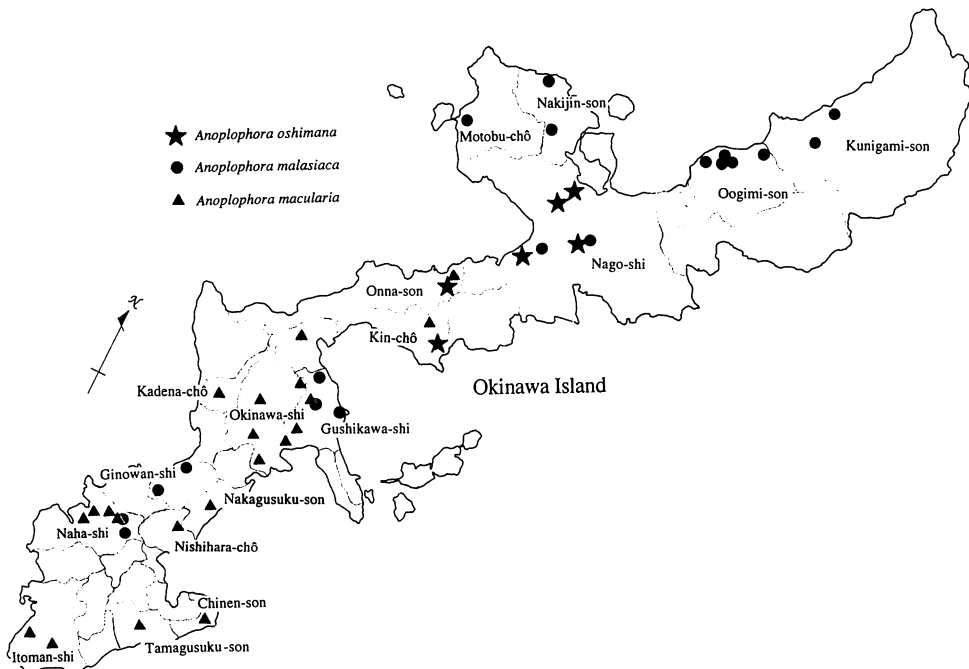 Nakijin-son
Motobu-chô
Anoplophora oshimana
Anoplophora malasiaca
Anoplophora macularia
Kunigami-son
Oogimi-son
Nago-shi
Onna-son
Kin-chô
Okinawa Island
Kadena-chô
Okinawa-shi
Gushikawa-shi
Ginowan-shi
Nakagusuku-son
Naha-shi
Nishihara-chô
Chinen-son
Tamagusuku-son
Itoman-shi